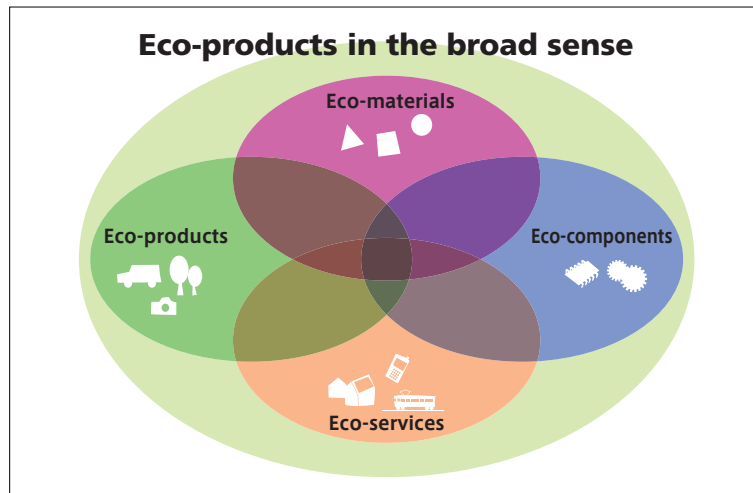 Eco-products in the broad sense
Eco-materials
Eco-products
Eco-components
Eco-services